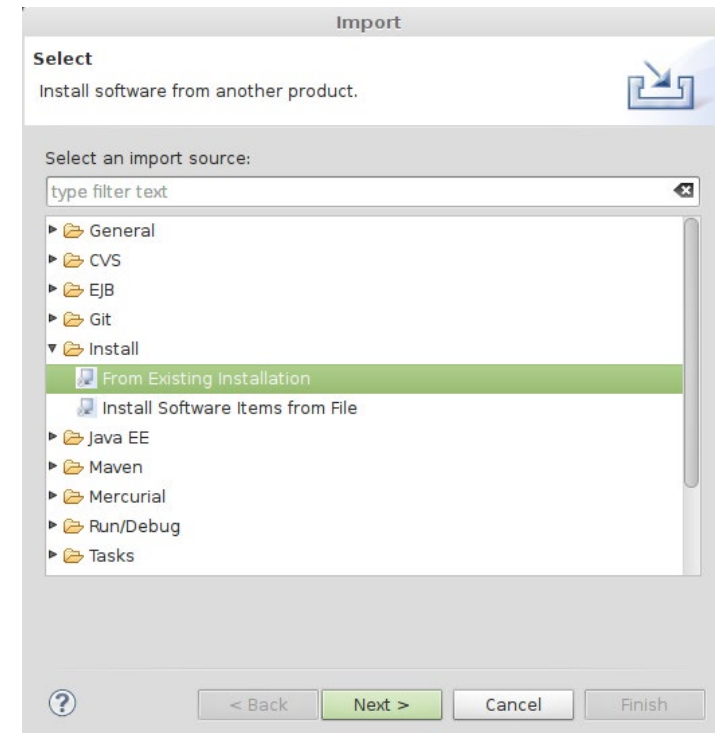 Import
Select
Install software from another product.
Select an import source:
type filter text
General
CVS
EJB
Git
Install
From Existing Installation
Install Software Items from File
Java EE
Maven
Mercurial
Run/Debug
Tasks
? < Back Next > Cancel Finish